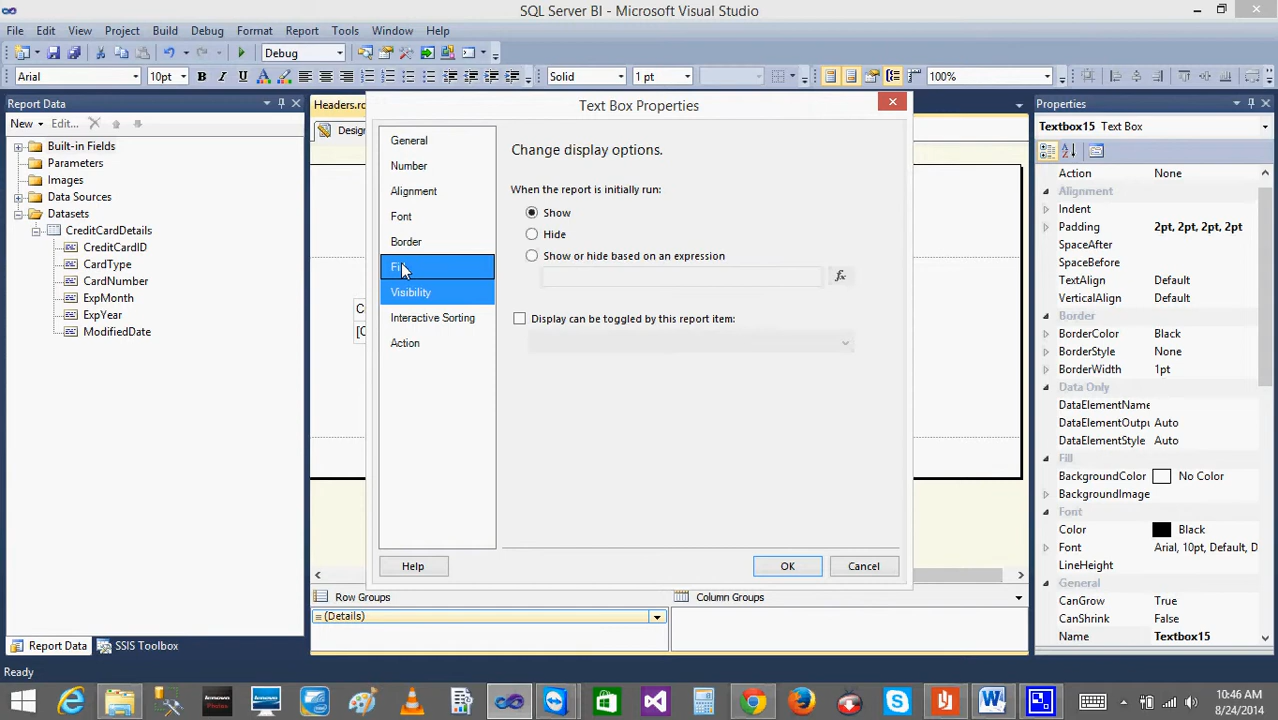 SQL Server BI - Microsoft Visual Studio
File Edit View Project Build Debug Format Report Tools Window Help
Debug
Arial 10pt B I U A Solid 1 pt 100%
Report Data
New Edit...
Built-in Fields
Parameters
Images
Data Sources
Datasets
CreditCardDetails
CreditCardID
CardType
CardNumber
ExpMonth
ExpYear
ModifiedDate
Report Data SSIS Toolbox
Headers.r
Desig
Text Box Properties
General
Number
Alignment
Font
Border
Visibility
Interactive Sorting
Action
Change display options.
When the report is initially run:
Show
Hide
Show or hide based on an expression
fx
Display can be toggled by this report item:
Help OK Cancel
Row Groups Column Groups
(Details)
Properties
Textbox15 Text Box
Action None
Alignment
Indent
Padding 2pt, 2pt, 2pt, 2pt
SpaceAfter
SpaceBefore
TextAlign Default
VerticalAlign Default
Border
BorderColor Black
BorderStyle None
BorderWidth 1pt
Data Only
DataElementName
DataElementOutpu Auto
DataElementStyle Auto
Fill
BackgroundColor No Color
BackgroundImage
Font
Color Black
Font Arial, 10pt, Default, D
LineHeight
General
CanGrow True
CanShrink False
Name Textbox15
Ready
10:46 AM
8/24/2014